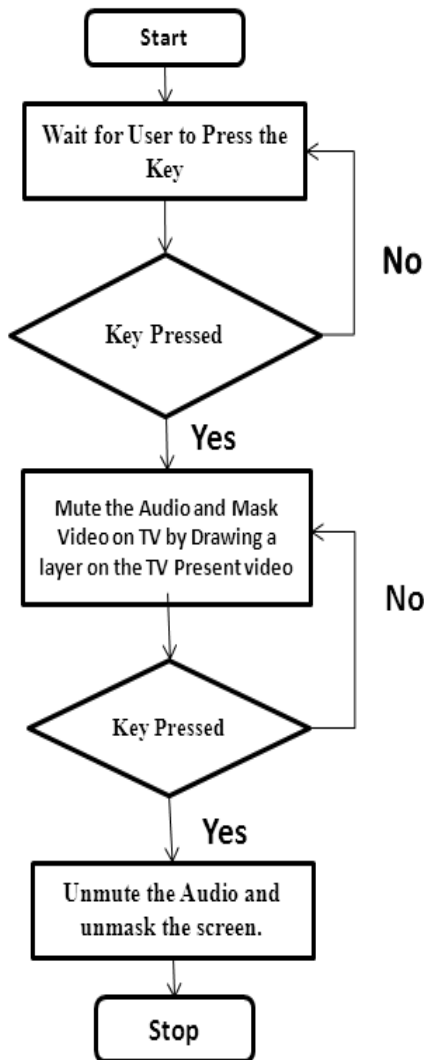 Start
Wait for User to Press the
Key
No
Key Pressed
Yes
Mute the Audio and Mask
Video on TV by Drawing a
layer on the TV Present video
No
Key Pressed
Yes
Unmute the Audio and
unmask the screen.
Stop